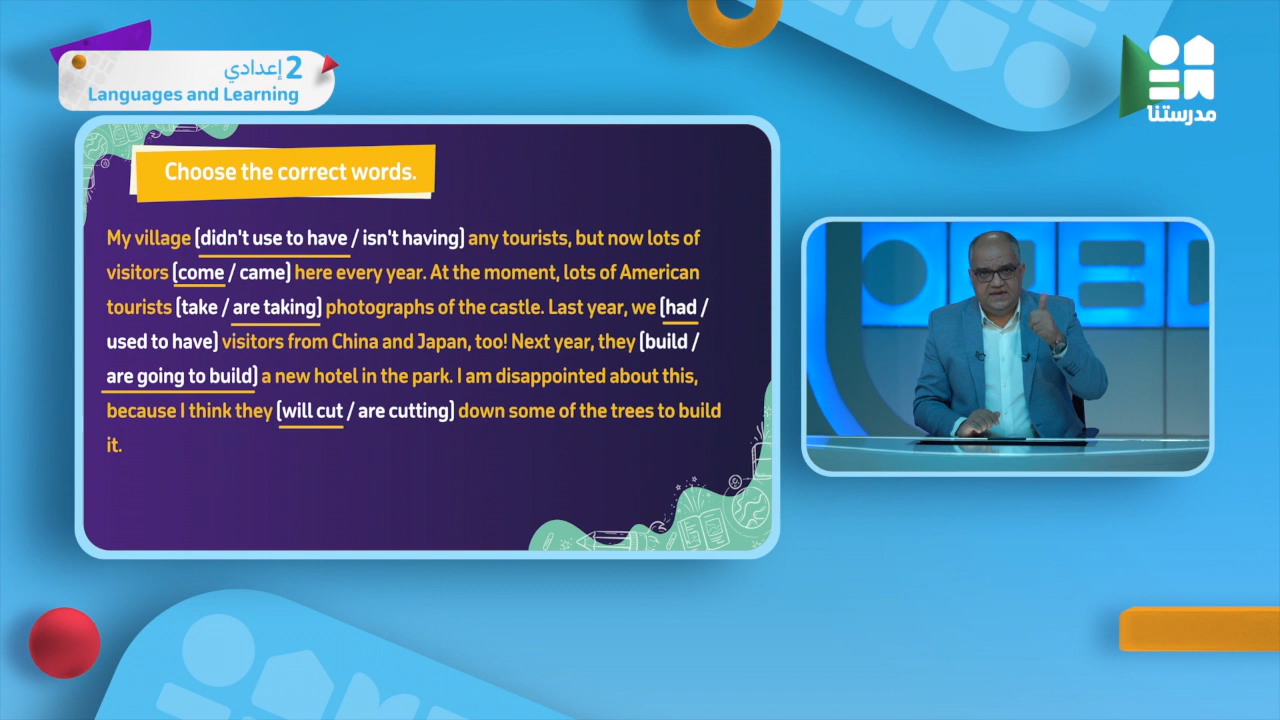 2 إعدادي
Languages and Learning
مدرستنا
Choose the correct words.
My village (didn't use to have / isn't having) any tourists, but now lots of
visitors (come / came) here every year. At the moment, lots of American
tourists (take / are taking) photographs of the castle. Last year, we (had /
used to have) visitors from China and Japan, too! Next year, they (build /
are going to build) a new hotel in the park. I am disappointed about this,
because I think they (will cut / are cutting) down some of the trees to build
it.